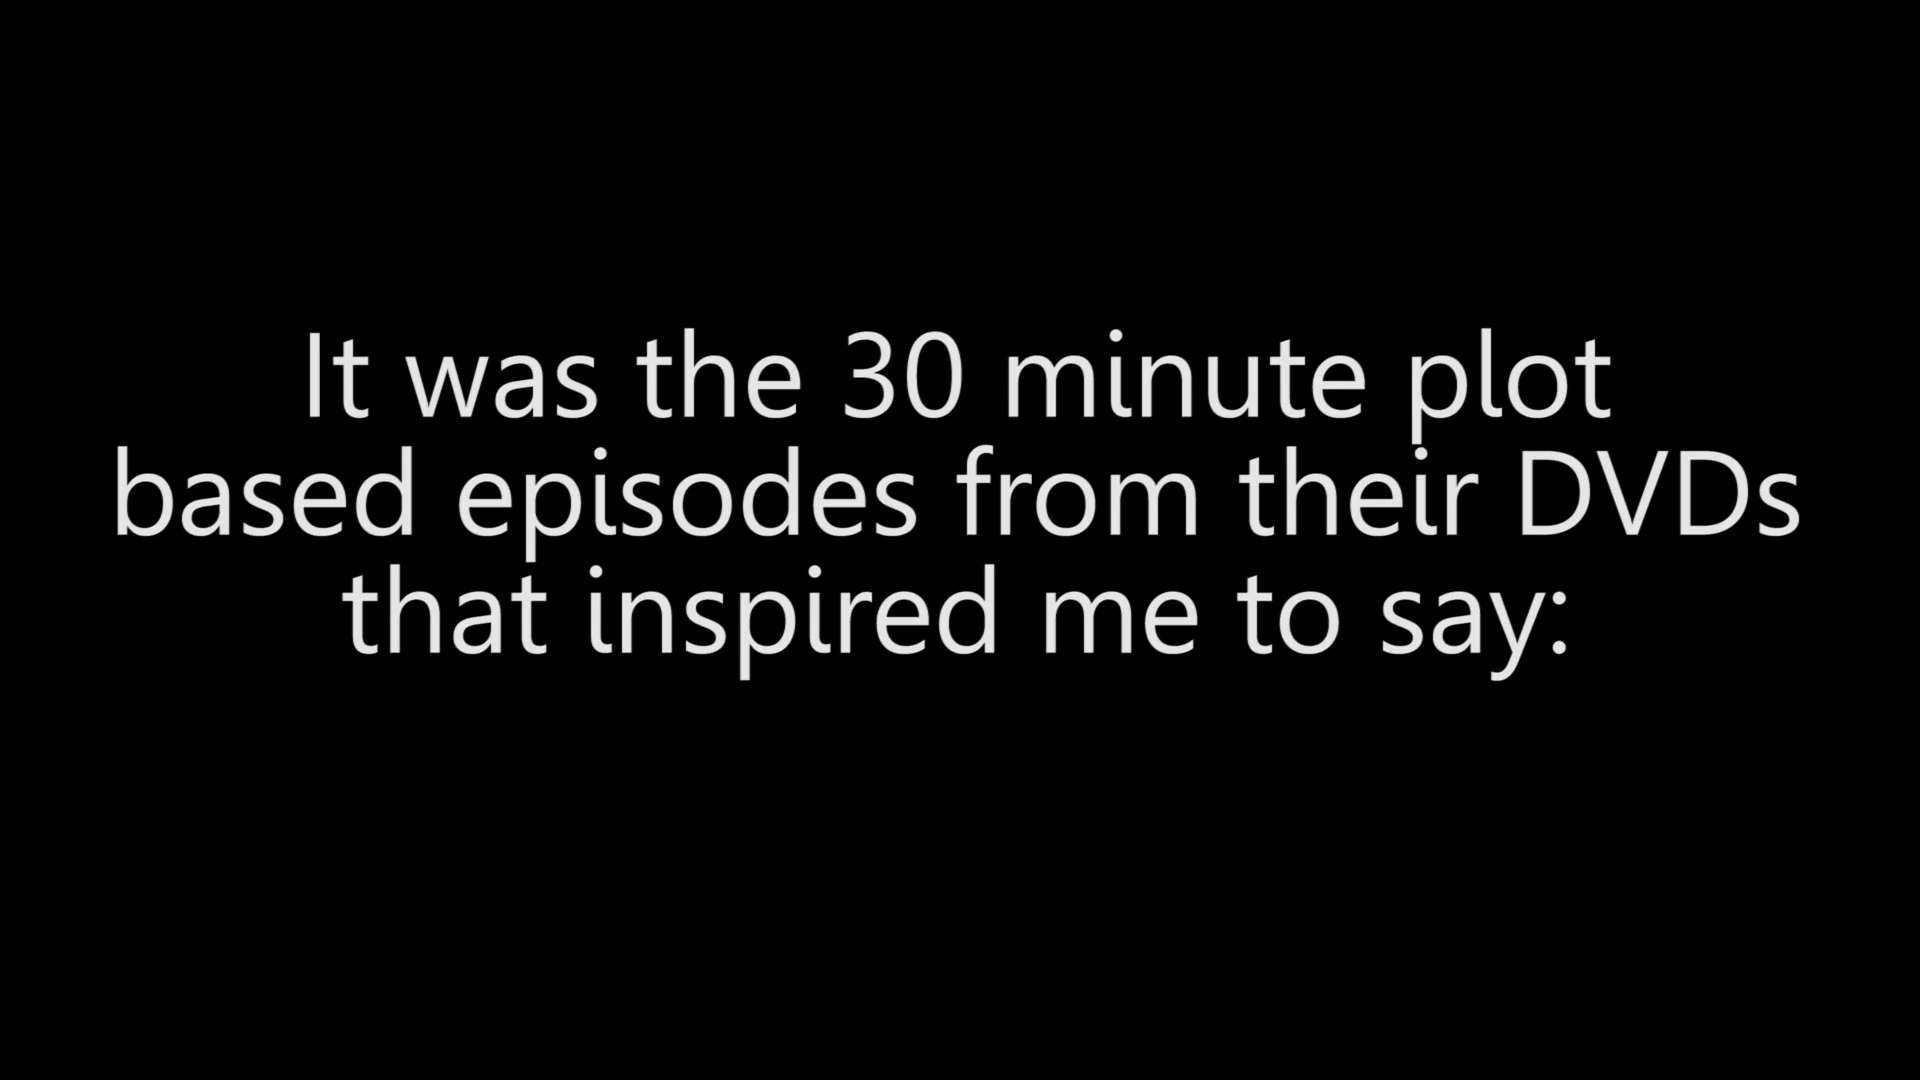 It was the 30 minute plot
based episodes from their DVDs
that inspired me to say: